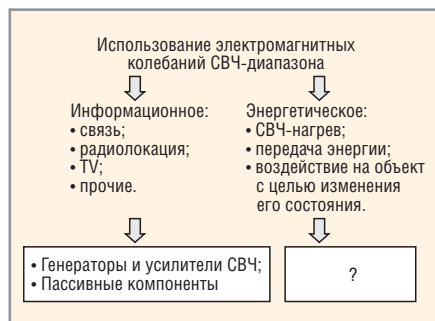 Использование электромагнитных
колебаний СВЧ-диапазона
Информационное:
• связь;
• радиолокация;
• TV;
• прочие.
Энергетическое:
• СВЧ-нагрев;
• передача энергии;
• воздействие на объект
с целью изменения
его состояния.
• Генераторы и усилители СВЧ;
• Пассивные компоненты
?